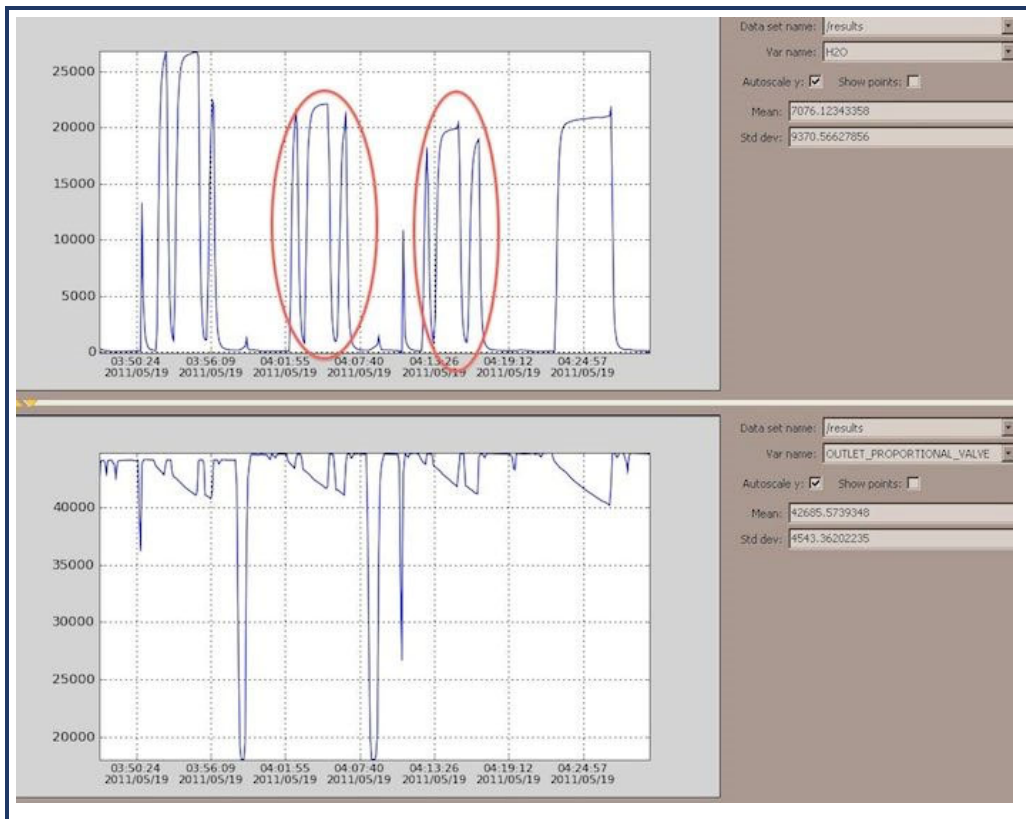 Data set name: /results
Var name: H2O
Autoscale y: Show points:
Mean: 7076.12343358
Std dev: 9370.56627856
25000
20000
15000
10000
5000
0
03:50:24 03:56:09 04:01:55 04:07:40 04:13:26 04:19:12 04:24:57
2011/05/19 2011/05/19 2011/05/19 2011/05/19 2011/05/19 2011/05/19 2011/05/19
Data set name: /results
Var name: OUTLET_PROPORTIONAL_VALVE
Autoscale y: Show points:
Mean: 42685.5739348
Std dev: 4543.36202235
40000
35000
30000
25000
20000
03:50:24 03:56:09 04:01:55 04:07:40 04:13:26 04:19:12 04:24:57
2011/05/19 2011/05/19 2011/05/19 2011/05/19 2011/05/19 2011/05/19 2011/05/19